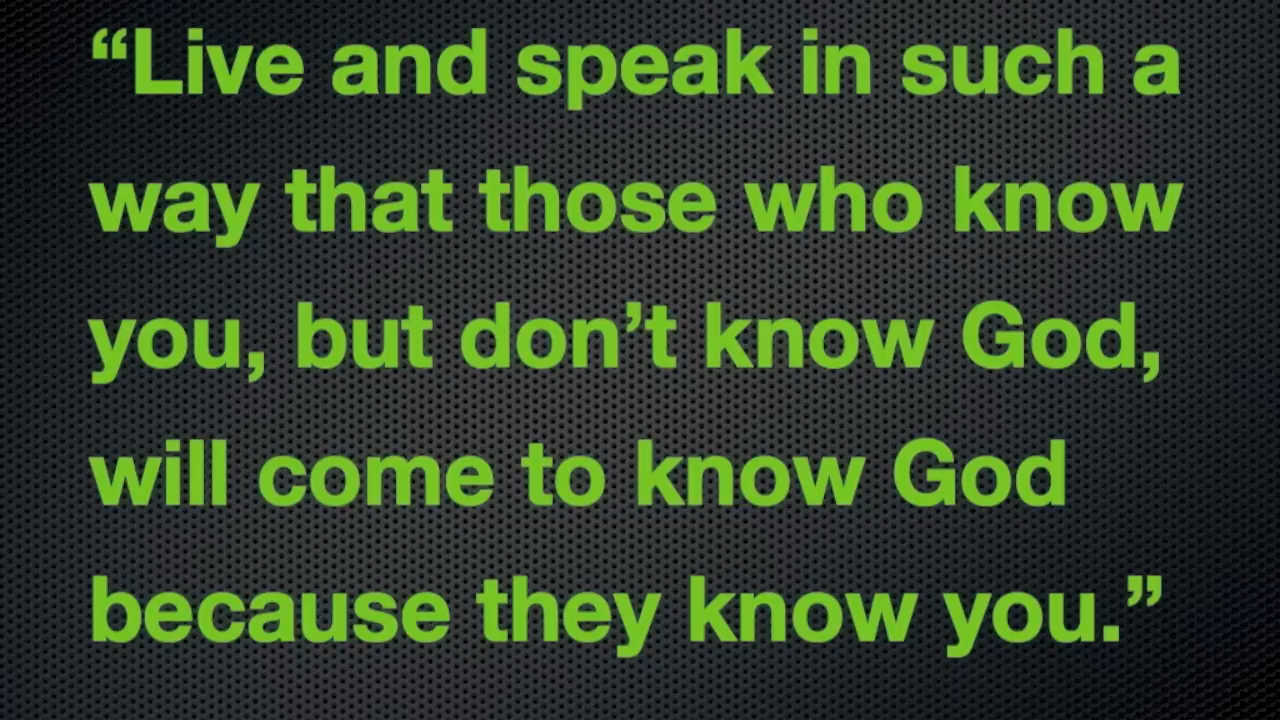 “Live and speak in such a
way that those who know
you, but don’t know God,
will come to know God
because they know you.”